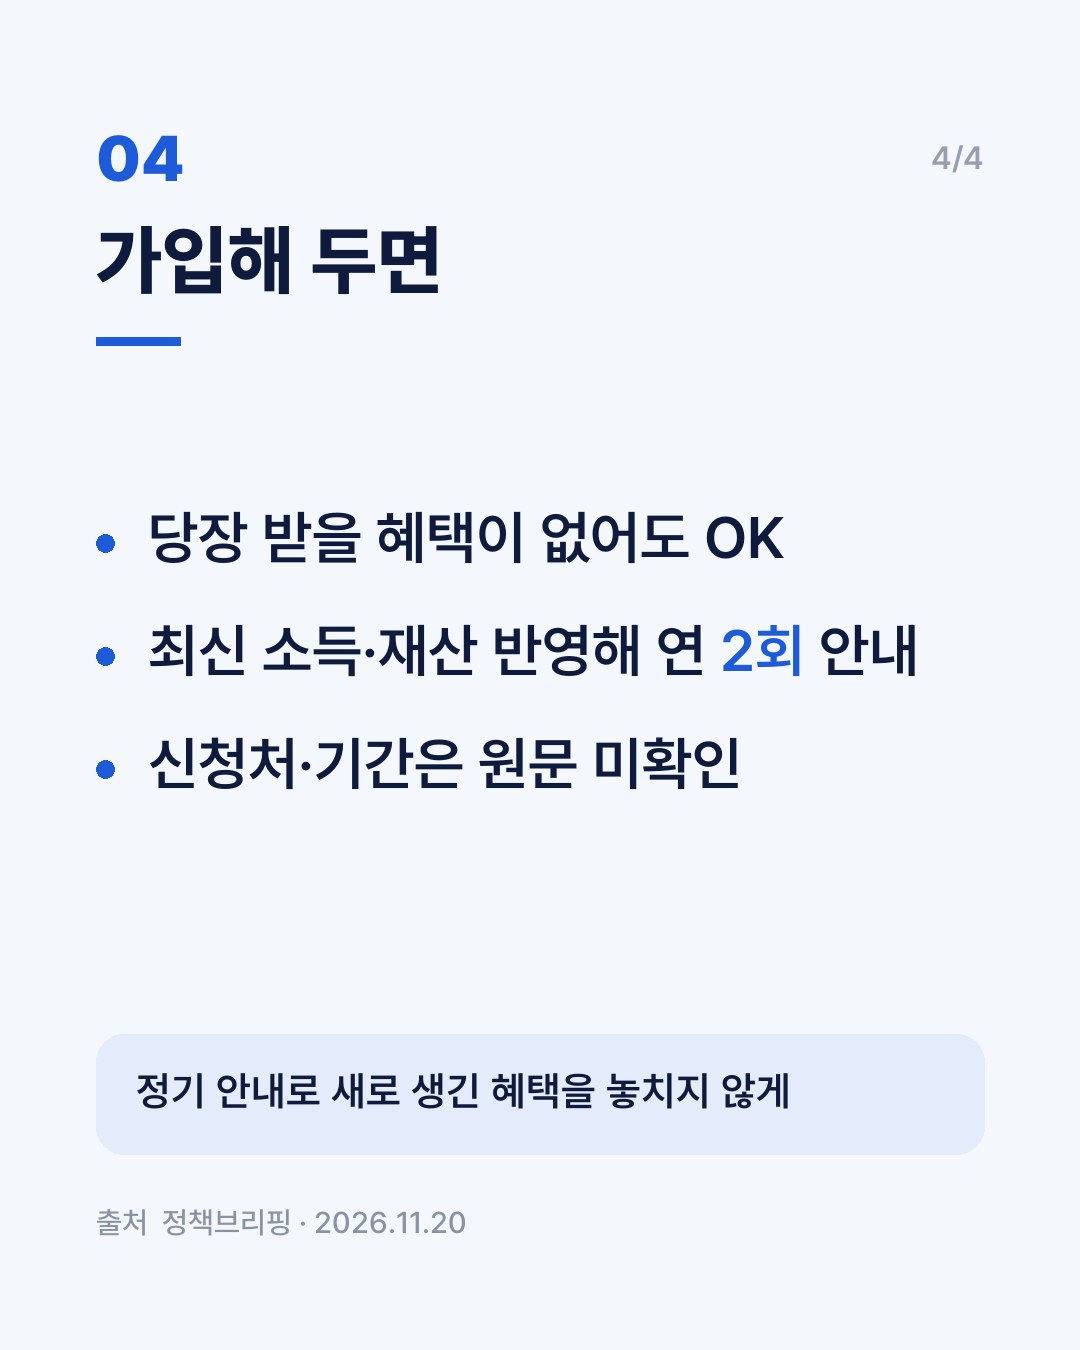 04
4/4
가입해 두면
당장 받을 혜택이 없어도 OK
최신 소득·재산 반영해 연 2회 안내
신청처·기간은 원문 미확인
정기 안내로 새로 생긴 혜택을 놓치지 않게
출처 정책브리핑 · 2026.11.20